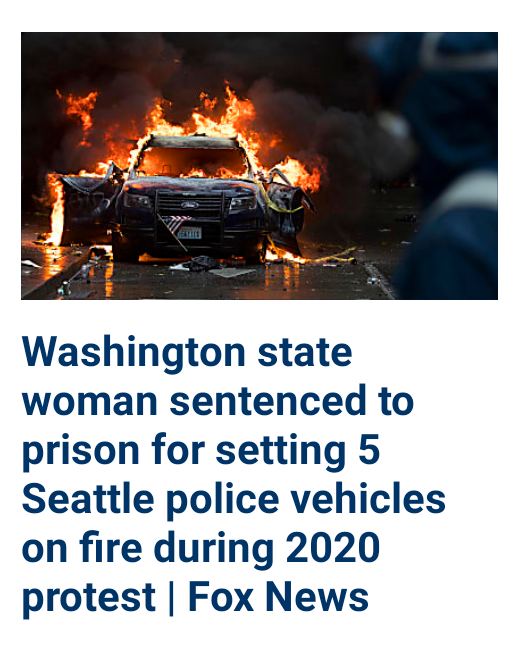 Washington state
woman sentenced to
prison for setting 5
Seattle police vehicles
on fire during 2020
protest | Fox News